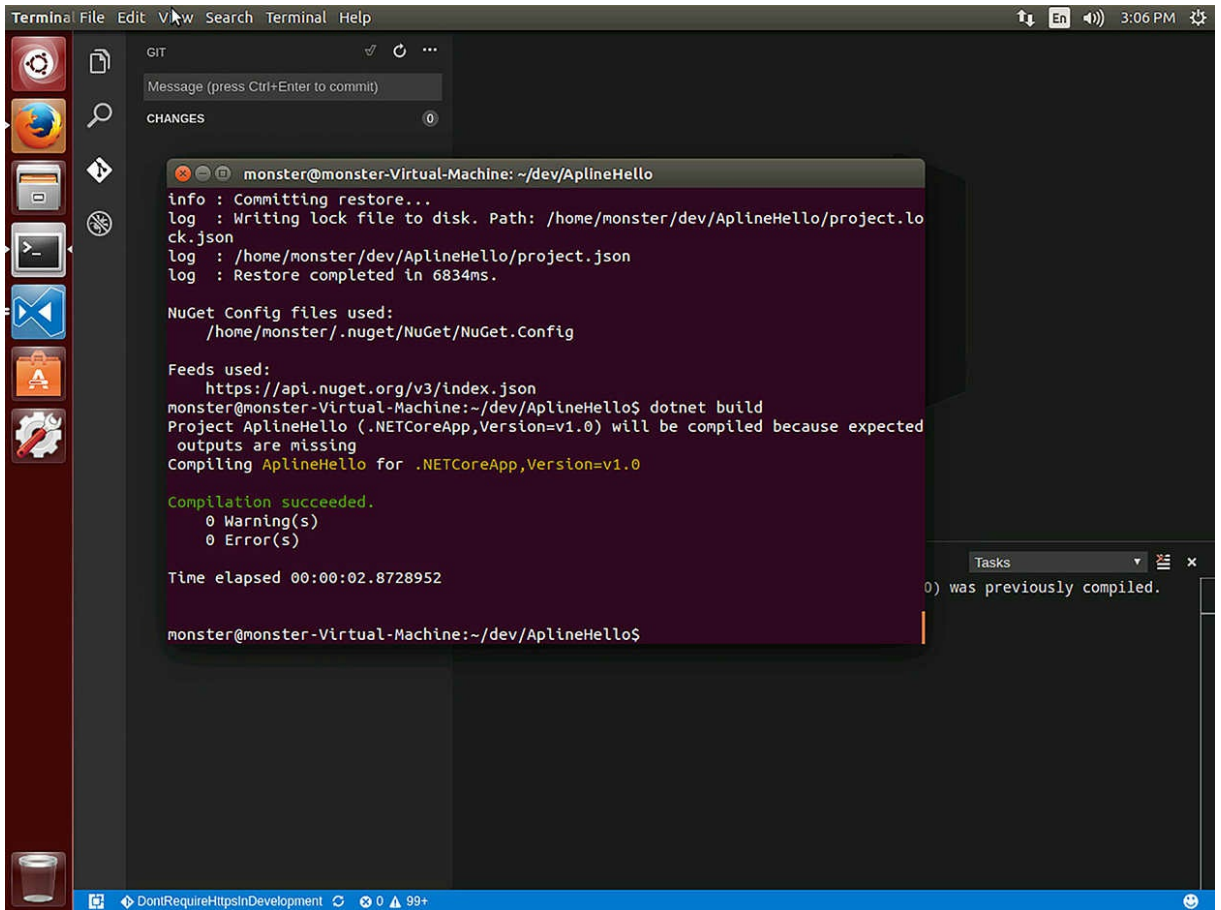 Terminal File Edit View Search Terminal Help
En
3:06 PM
GIT
Message (press Ctrl+Enter to commit)
CHANGES
0
monster@monster-Virtual-Machine: ~/dev/AplineHello
info : Committing restore...
log : Writing lock file to disk. Path: /home/monster/dev/AplineHello/project.lo
ck.json
log : /home/monster/dev/AplineHello/project.json
log : Restore completed in 6834ms.
NuGet Config files used:
/home/monster/.nuget/NuGet/NuGet.Config
Feeds used:
https://api.nuget.org/v3/index.json
monster@monster-Virtual-Machine:~/dev/AplineHello$ dotnet build
Project AplineHello (.NETCoreApp,Version=v1.0) will be compiled because expected
outputs are missing
Compiling AplineHello for .NETCoreApp,Version=v1.0
Compilation succeeded.
0 Warning(s)
0 Error(s)
Time elapsed 00:00:02.8728952
monster@monster-Virtual-Machine:~/dev/AplineHello$
Tasks
0) was previously compiled.
DontRequireHttpsInDevelopment 0 99+